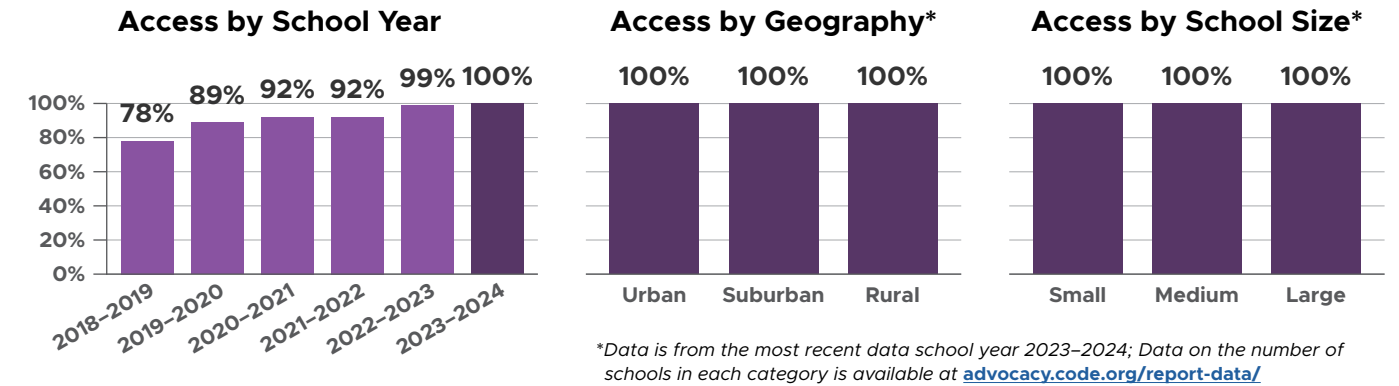 Access by School Year
78%
89%
92%
92%
99%
100%
100%
80%
60%
40%
20%
0%
2018–2019
2019–2020
2020–2021
2021–2022
2022–2023
2023–2024
Access by Geography*
100%
100%
100%
Urban
Suburban
Rural
Access by School Size*
100%
100%
100%
Small
Medium
Large
*Data is from the most recent data school year 2023–2024; Data on the number of
schools in each category is available at advocacy.code.org/report-data/